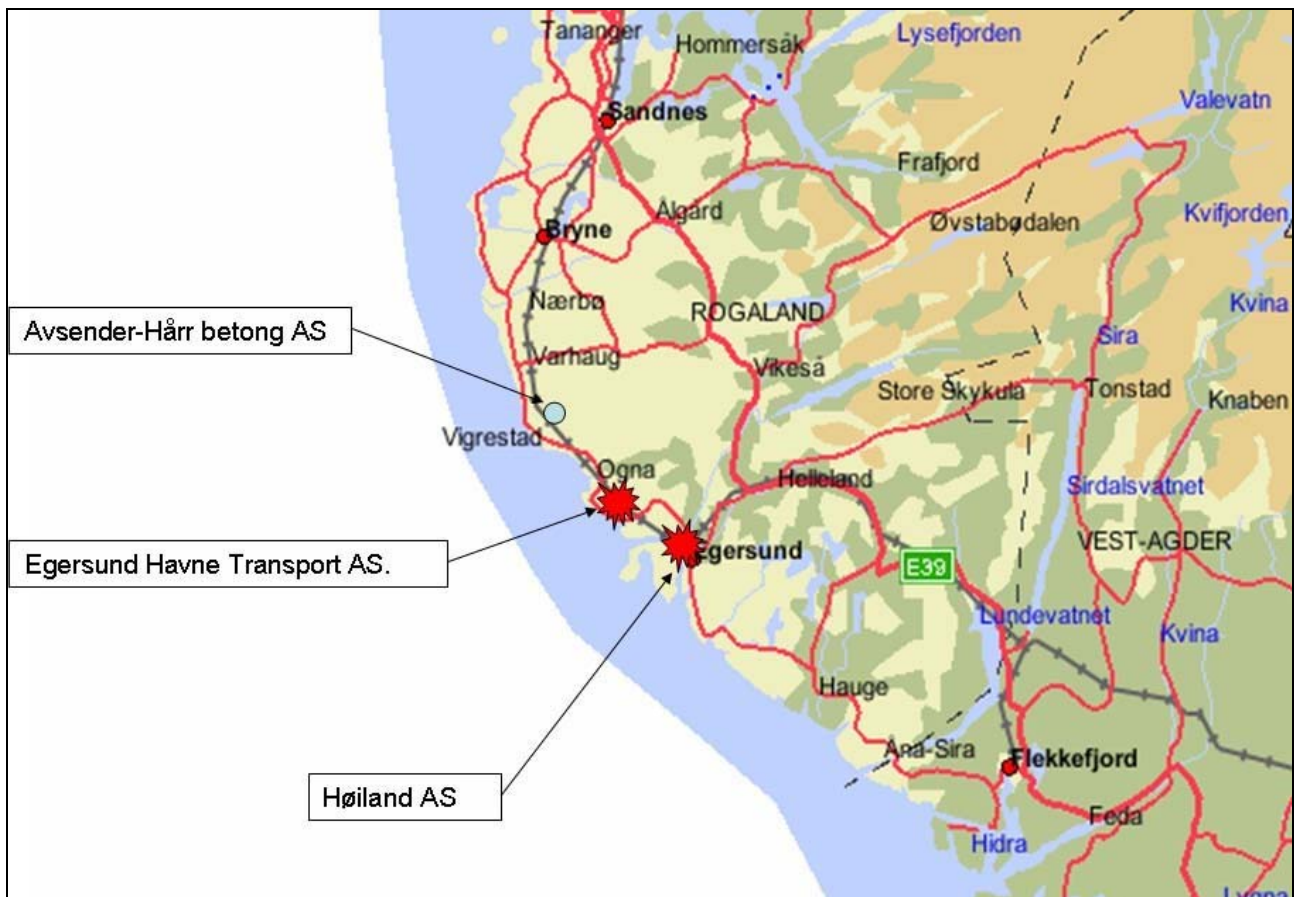 Tananger
Hommersåk
Lysefjorden
Sandnes
Valevatn
Frafjord
Ålgård
Øvstabødalen
Kvifjorden
Bryne
Nærbø
ROGALAND
Kvina
Avsender-Hårr betong AS
Sira
Varhaug
Vikeså
Store Skykula
Tonstad
Knaben
Vigrestad
Ogna
Helleland
Sirdalsvatnet
Egersund Havne Transport AS.
Egersund
VEST-AGDER
E39
Lundevatnet
Kvina
Hauge
Åna-Sira
Flekkefjord
Høiland AS
Feda
Hidra